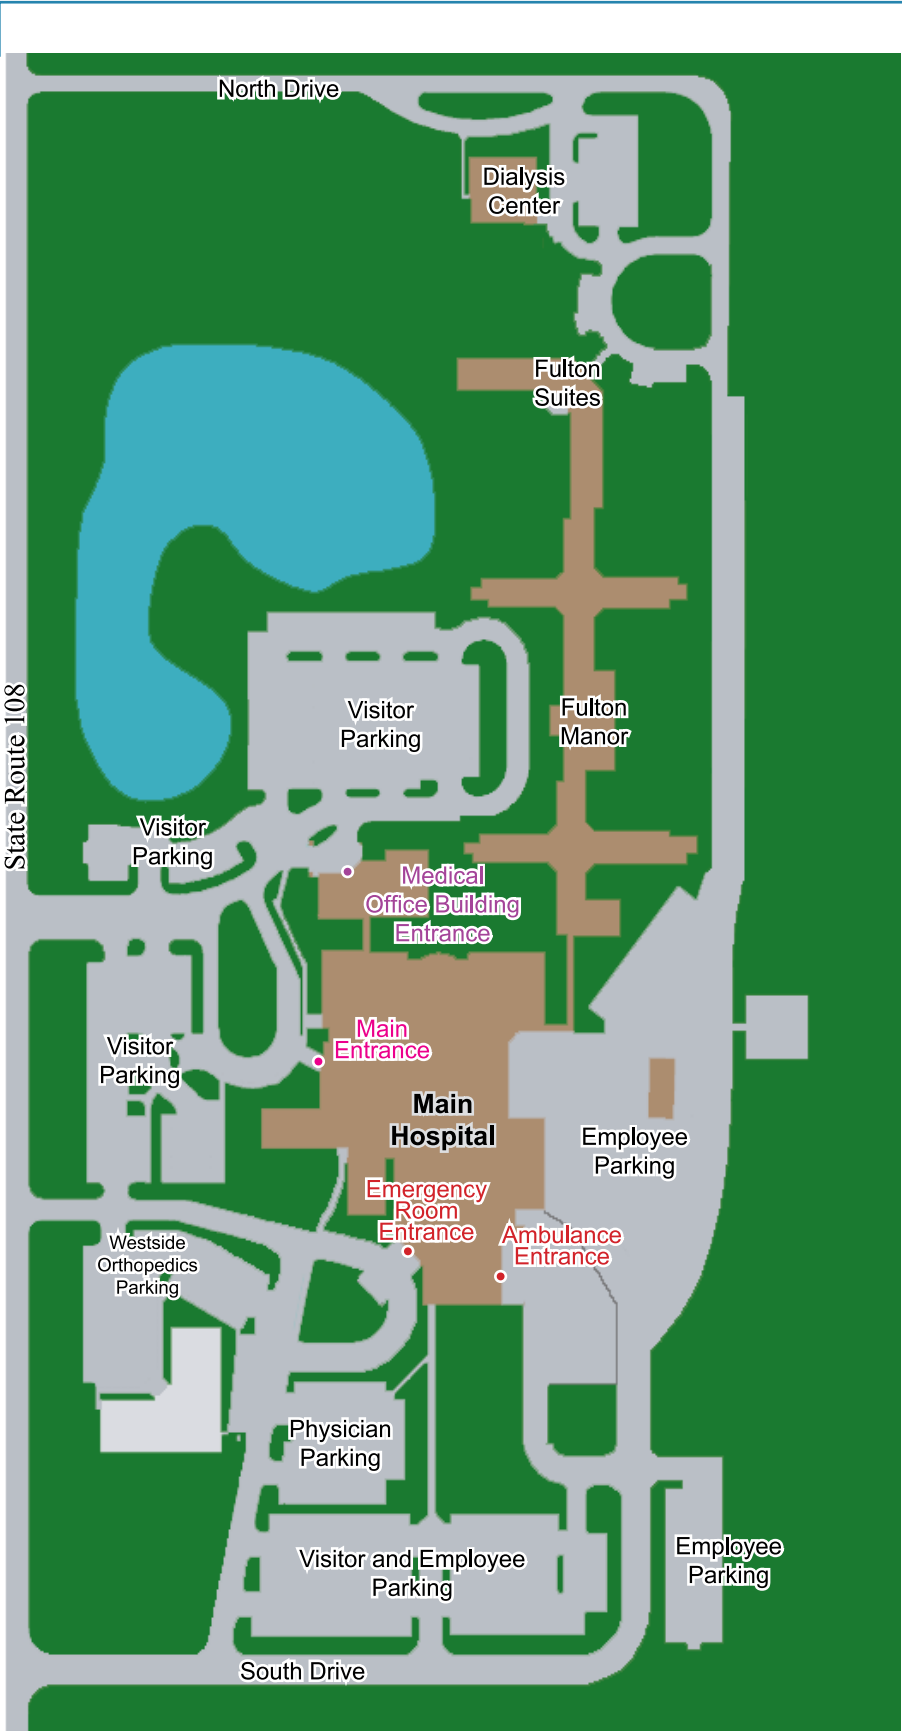 North Drive
Dialysis
Center
Fulton
Suites
State Route 108
Visitor
Parking
Fulton
Manor
Visitor
Parking
Medical
Office Building
Entrance
Main
Entrance
Visitor
Parking
Main
Hospital
Employee
Parking
Emergency
Room
Entrance
Ambulance
Entrance
Westside
Orthopedics
Parking
Physician
Parking
Visitor and Employee
Parking
Employee
Parking
South Drive